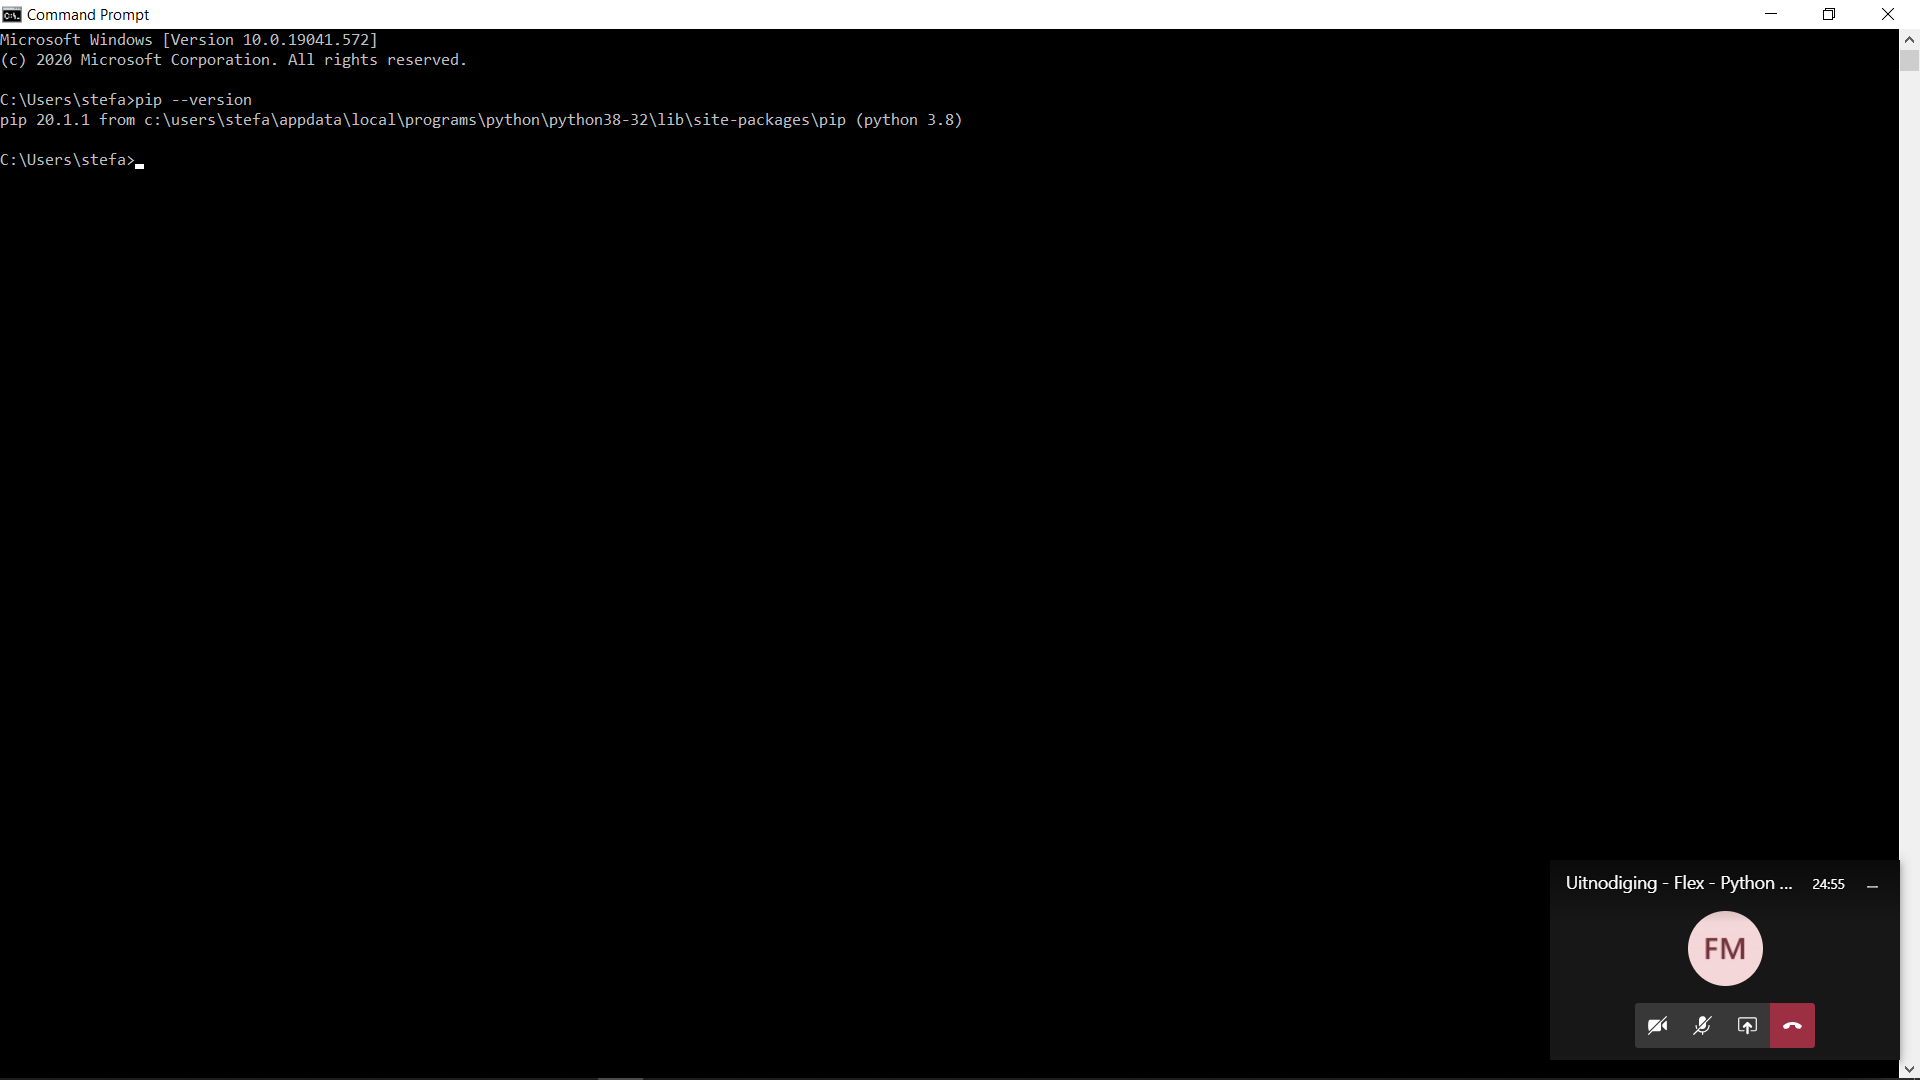 Command Prompt
Microsoft Windows [Version 10.0.19041.572]
(c) 2020 Microsoft Corporation. All rights reserved.
C:\Users\stefa>pip --version
pip 20.1.1 from c:\users\stefa\appdata\local\programs\python\python38-32\lib\site-packages\pip (python 3.8)
C:\Users\stefa>
Uitnodiging - Flex - Python ... 24:55
FM